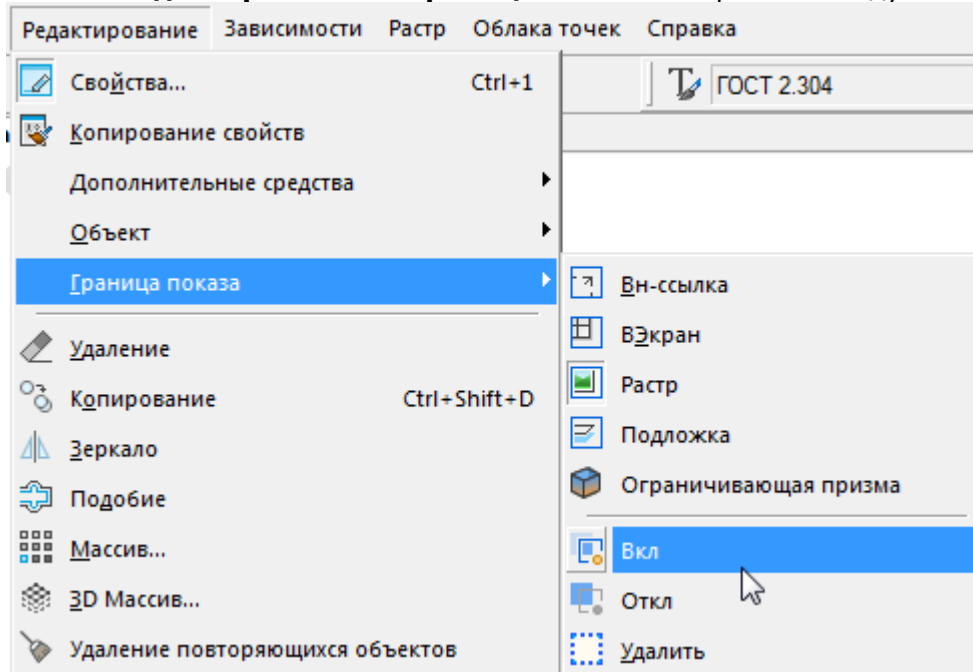 Редактирование Зависимости Растр Облака точек Справка
Свойства... Ctrl+1
ГОСТ 2.304
Копирование свойств
Дополнительные средства
Объект
Граница показа
Вн-ссылка
ВЭкран
Растр
Подложка
Ограничивающая призма
Вкл
Откл
Удалить
Удаление
Копирование Ctrl+Shift+D
Зеркало
Подобие
Массив...
3D Массив...
Удаление повторяющихся объектов